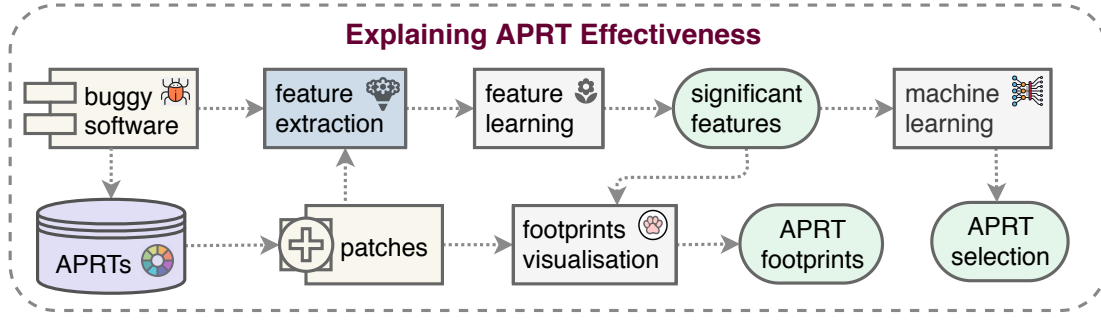 Explaining APRT Effectiveness
buggy
software
feature
extraction
feature
learning
significant
features
machine
learning
APRTs
patches
footprints
visualisation
APRT
footprints
APRT
selection